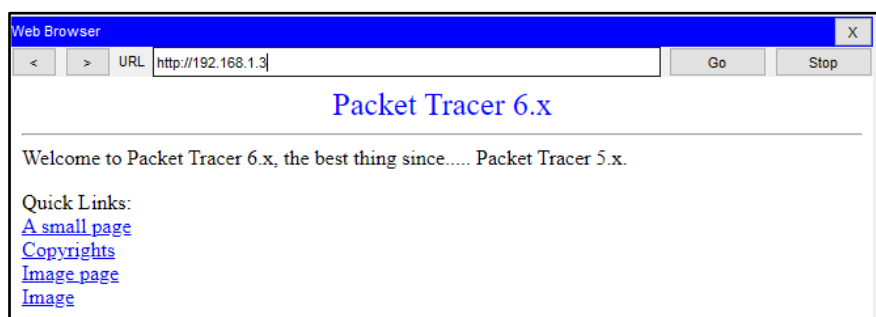 Web Browser X
< > URL http://192.168.1.3 Go Stop
Packet Tracer 6.x
Welcome to Packet Tracer 6.x, the best thing since..... Packet Tracer 5.x.
Quick Links:
A small page
Copyrights
Image page
Image